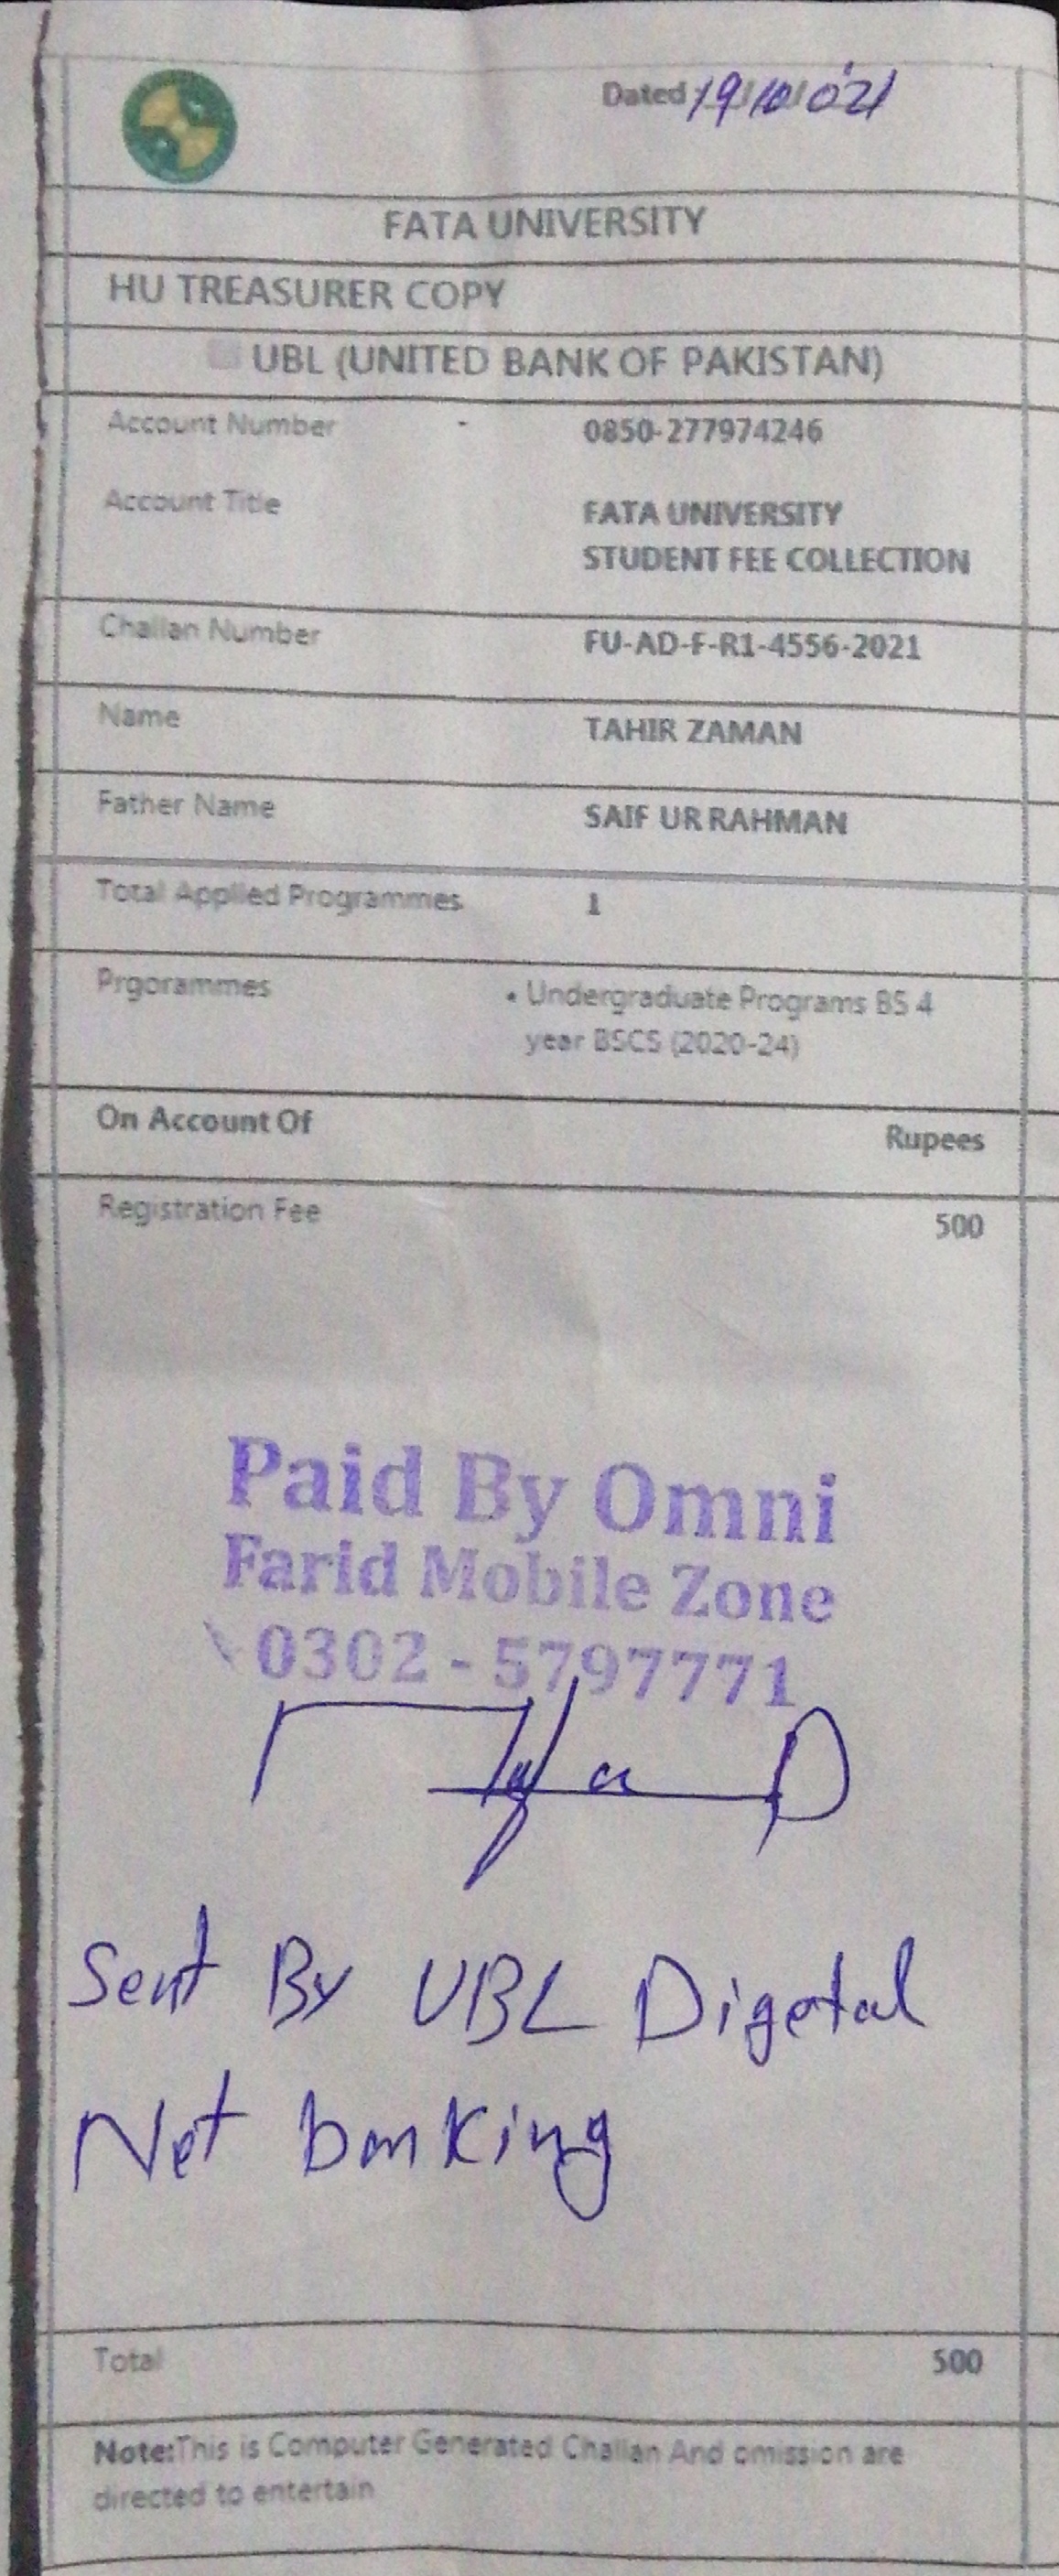 Dated 19/10/021
FATA UNIVERSITY
HU TREASURER COPY
UBL (UNITED BANK OF PAKISTAN)
Account Number 0850-277974246
Account Title FATA UNIVERSITY
STUDENT FEE COLLECTION
Challan Number FU-AD-F-R1-4556-2021
Name TAHIR ZAMAN
Father Name SAIF UR RAHMAN
Total Applied Programmes 1
Prgorammes • Undergraduate Programs BS 4
year BSCS (2020-24)
On Account Of Rupees
Registration Fee 500
Paid By Omni
Farid Mobile Zone
0302 - 5797771
Sent By UBL Digetal
Net banking
Total 500
Note:This is Computer Generated Challan And omission are
directed to entertain